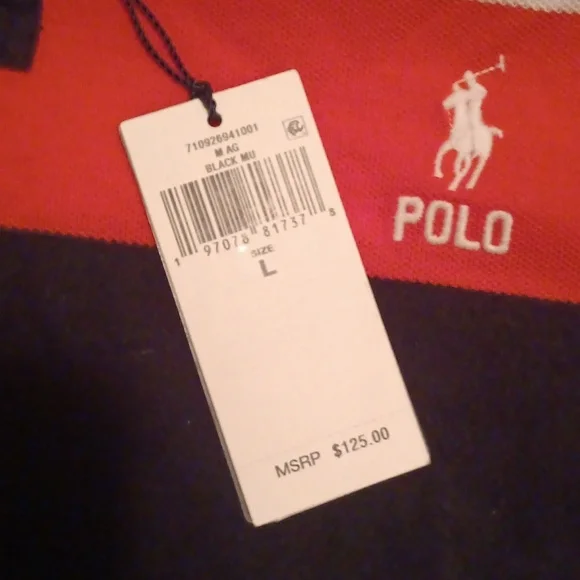 710926941001
M AG
BLACK MU
1 97078 81737 5
SIZE
L
MSRP $125.00
POLO